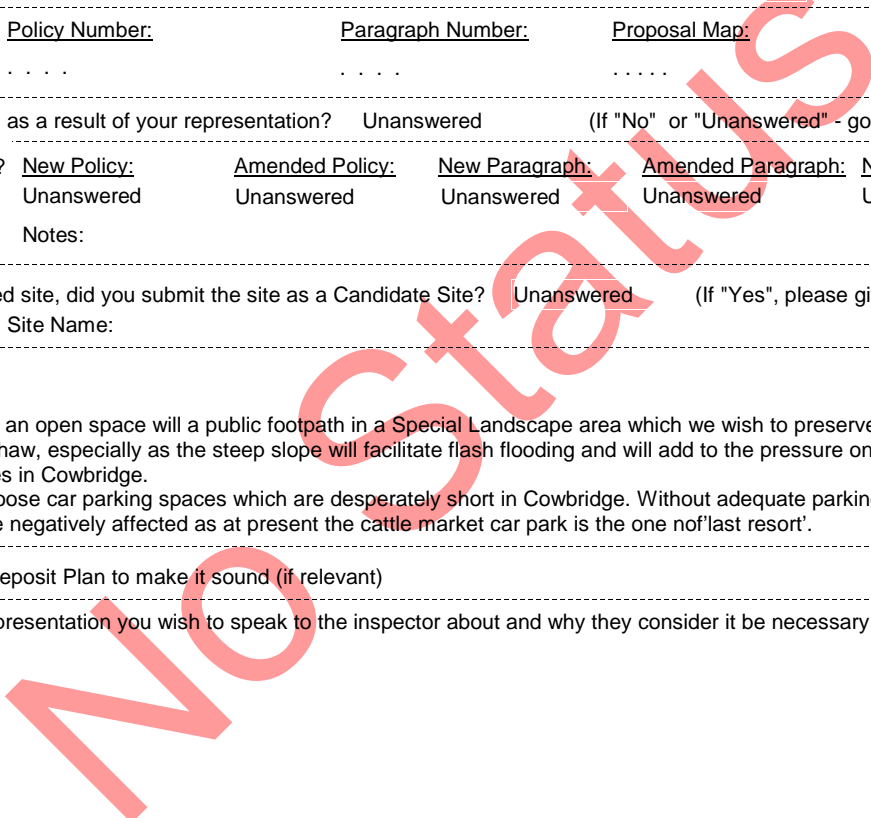 Policy Number: Paragraph Number: Proposal Map:
. . . . . . . . . . . . .
as a result of your representation? Unanswered (If "No" or "Unanswered" - go
? New Policy: Amended Policy: New Paragraph: Amended Paragraph: N
Unanswered Unanswered Unanswered Unanswered U
Notes:
ed site, did you submit the site as a Candidate Site? Unanswered (If "Yes", please gi
Site Name:
an open space will a public footpath in a Special Landscape area which we wish to preserve
haw, especially as the steep slope will facilitate flash flooding and will add to the pressure on
es in Cowbridge.
oose car parking spaces which are desperately short in Cowbridge. Without adequate parkin
e negatively affected as at present the cattle market car park is the one nof'last resort'.
eposit Plan to make it sound (if relevant)
presentation you wish to speak to the inspector about and why they consider it be necessary
No Status